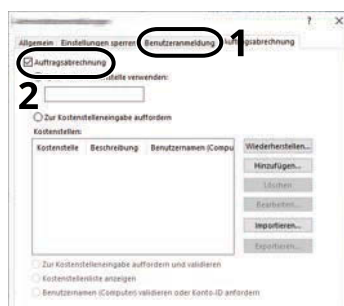 ? X
Allgemein Einstellungen sperren Benutzeranmeldung Auftragsabrechnung
1
Auftragsabrechnung
2
stelle verwenden:
Zur Kostenstelleneingabe auffordern
Kostenstellen:
Kostenstelle Beschreibung Benutzernamen (Compu
Wiederherstellen...
Hinzufügen...
Löschen
Bearbeiten...
Importieren...
Exportieren...
Zur Kostenstelleneingabe auffordern und validieren
Kostenstellenliste anzeigen
Benutzernamen (Computer) validieren oder Konto-ID anfordern